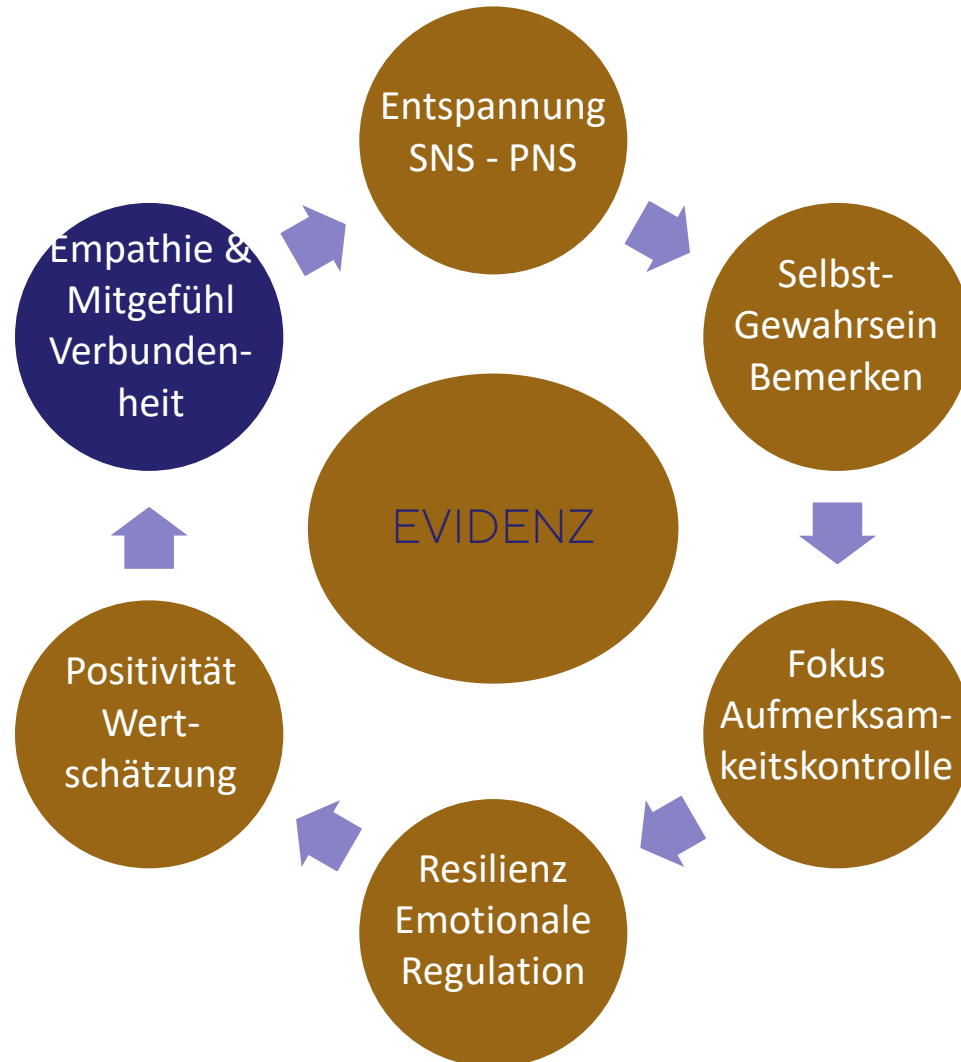 Entspannung
SNS - PNS
Selbst-
Gewahrsein
Bemerken
Fokus
Aufmerksam-
keitskontrolle
Resilienz
Emotionale
Regulation
Positivität
Wert-
schätzung
Empathie &
Mitgefühl
Verbunden-
heit
EVIDENZ